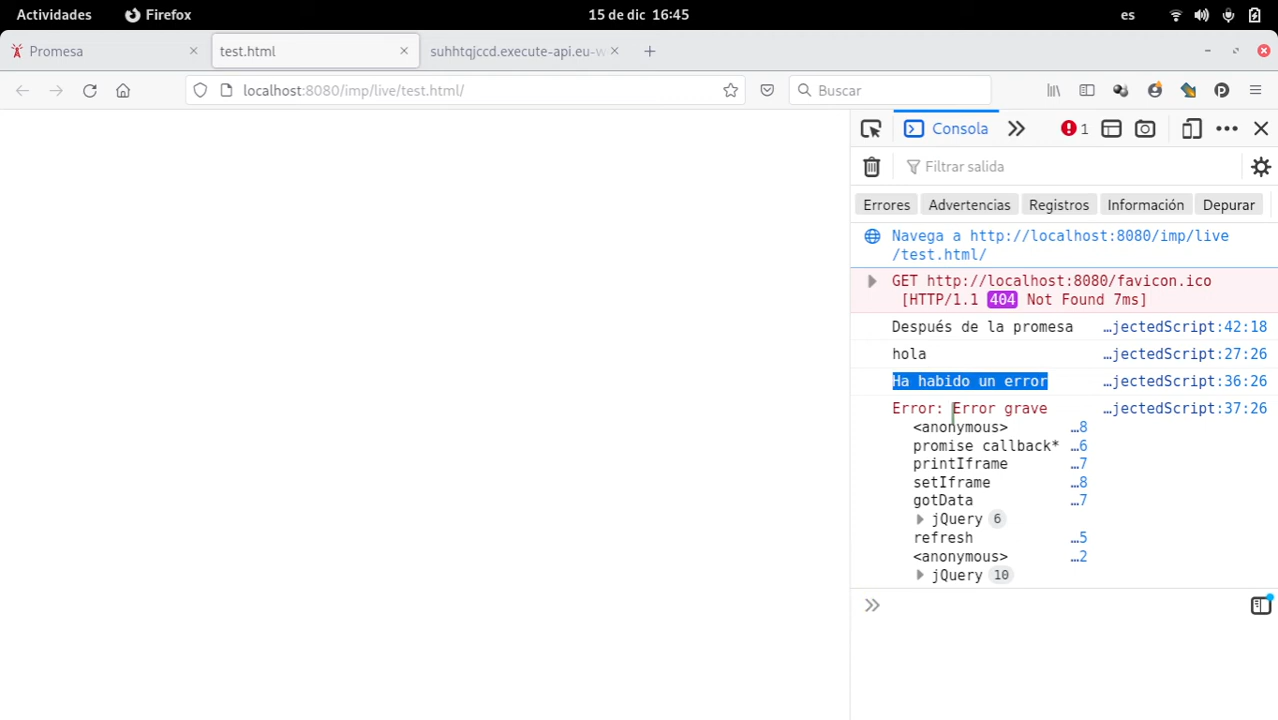 Actividades Firefox 15 de dic 16:45 es
Promesa test.html suhhtqjccd.execute-api.eu-w
localhost:8080/imp/live/test.html/ Buscar
Consola 1
Filtrar salida
Errores Advertencias Registros Información Depurar
Navega a http://localhost:8080/imp/live
/test.html/
GET http://localhost:8080/favicon.ico
[HTTP/1.1 404 Not Found 7ms]
Después de la promesa …jectedScript:42:18
hola …jectedScript:27:26
Ha habido un error …jectedScript:36:26
Error: Error grave …jectedScript:37:26
<anonymous> …8
promise callback* …6
printIframe …7
setIframe …8
gotData …7
jQuery 6
refresh …5
<anonymous> …2
jQuery 10